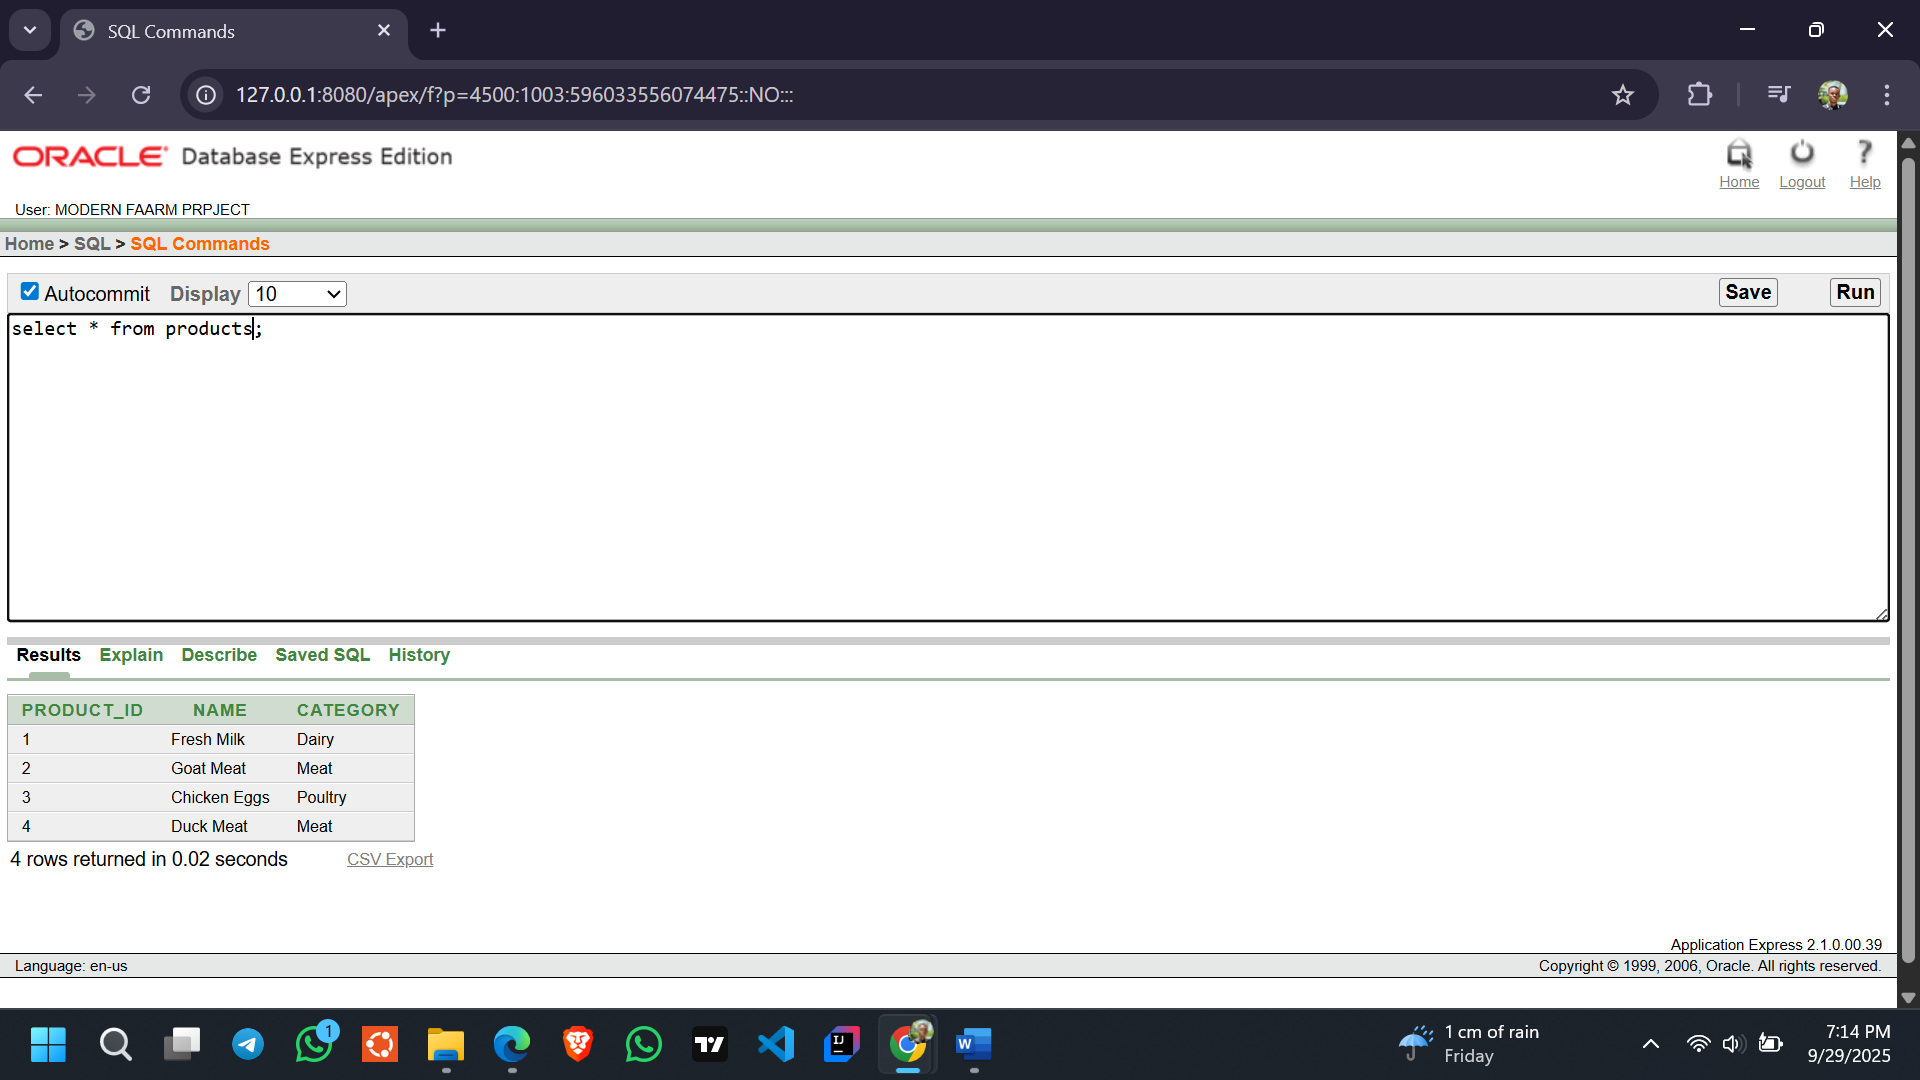 SQL Commands
127.0.0.1:8080/apex/f?p=4500:1003:596033556074475::NO:::
ORACLE Database Express Edition
Home Logout Help
User: MODERN FAARM PRPJECT
Home > SQL > SQL Commands
Autocommit Display 10 Save Run
select * from products;
Results Explain Describe Saved SQL History
PRODUCT_ID NAME CATEGORY
1 Fresh Milk Dairy
2 Goat Meat Meat
3 Chicken Eggs Poultry
4 Duck Meat Meat
4 rows returned in 0.02 seconds CSV Export
Application Express 2.1.0.00.39
Language: en-us Copyright © 1999, 2006, Oracle. All rights reserved.
1
IJ
W
1 cm of rain
Friday
7:14 PM
9/29/2025